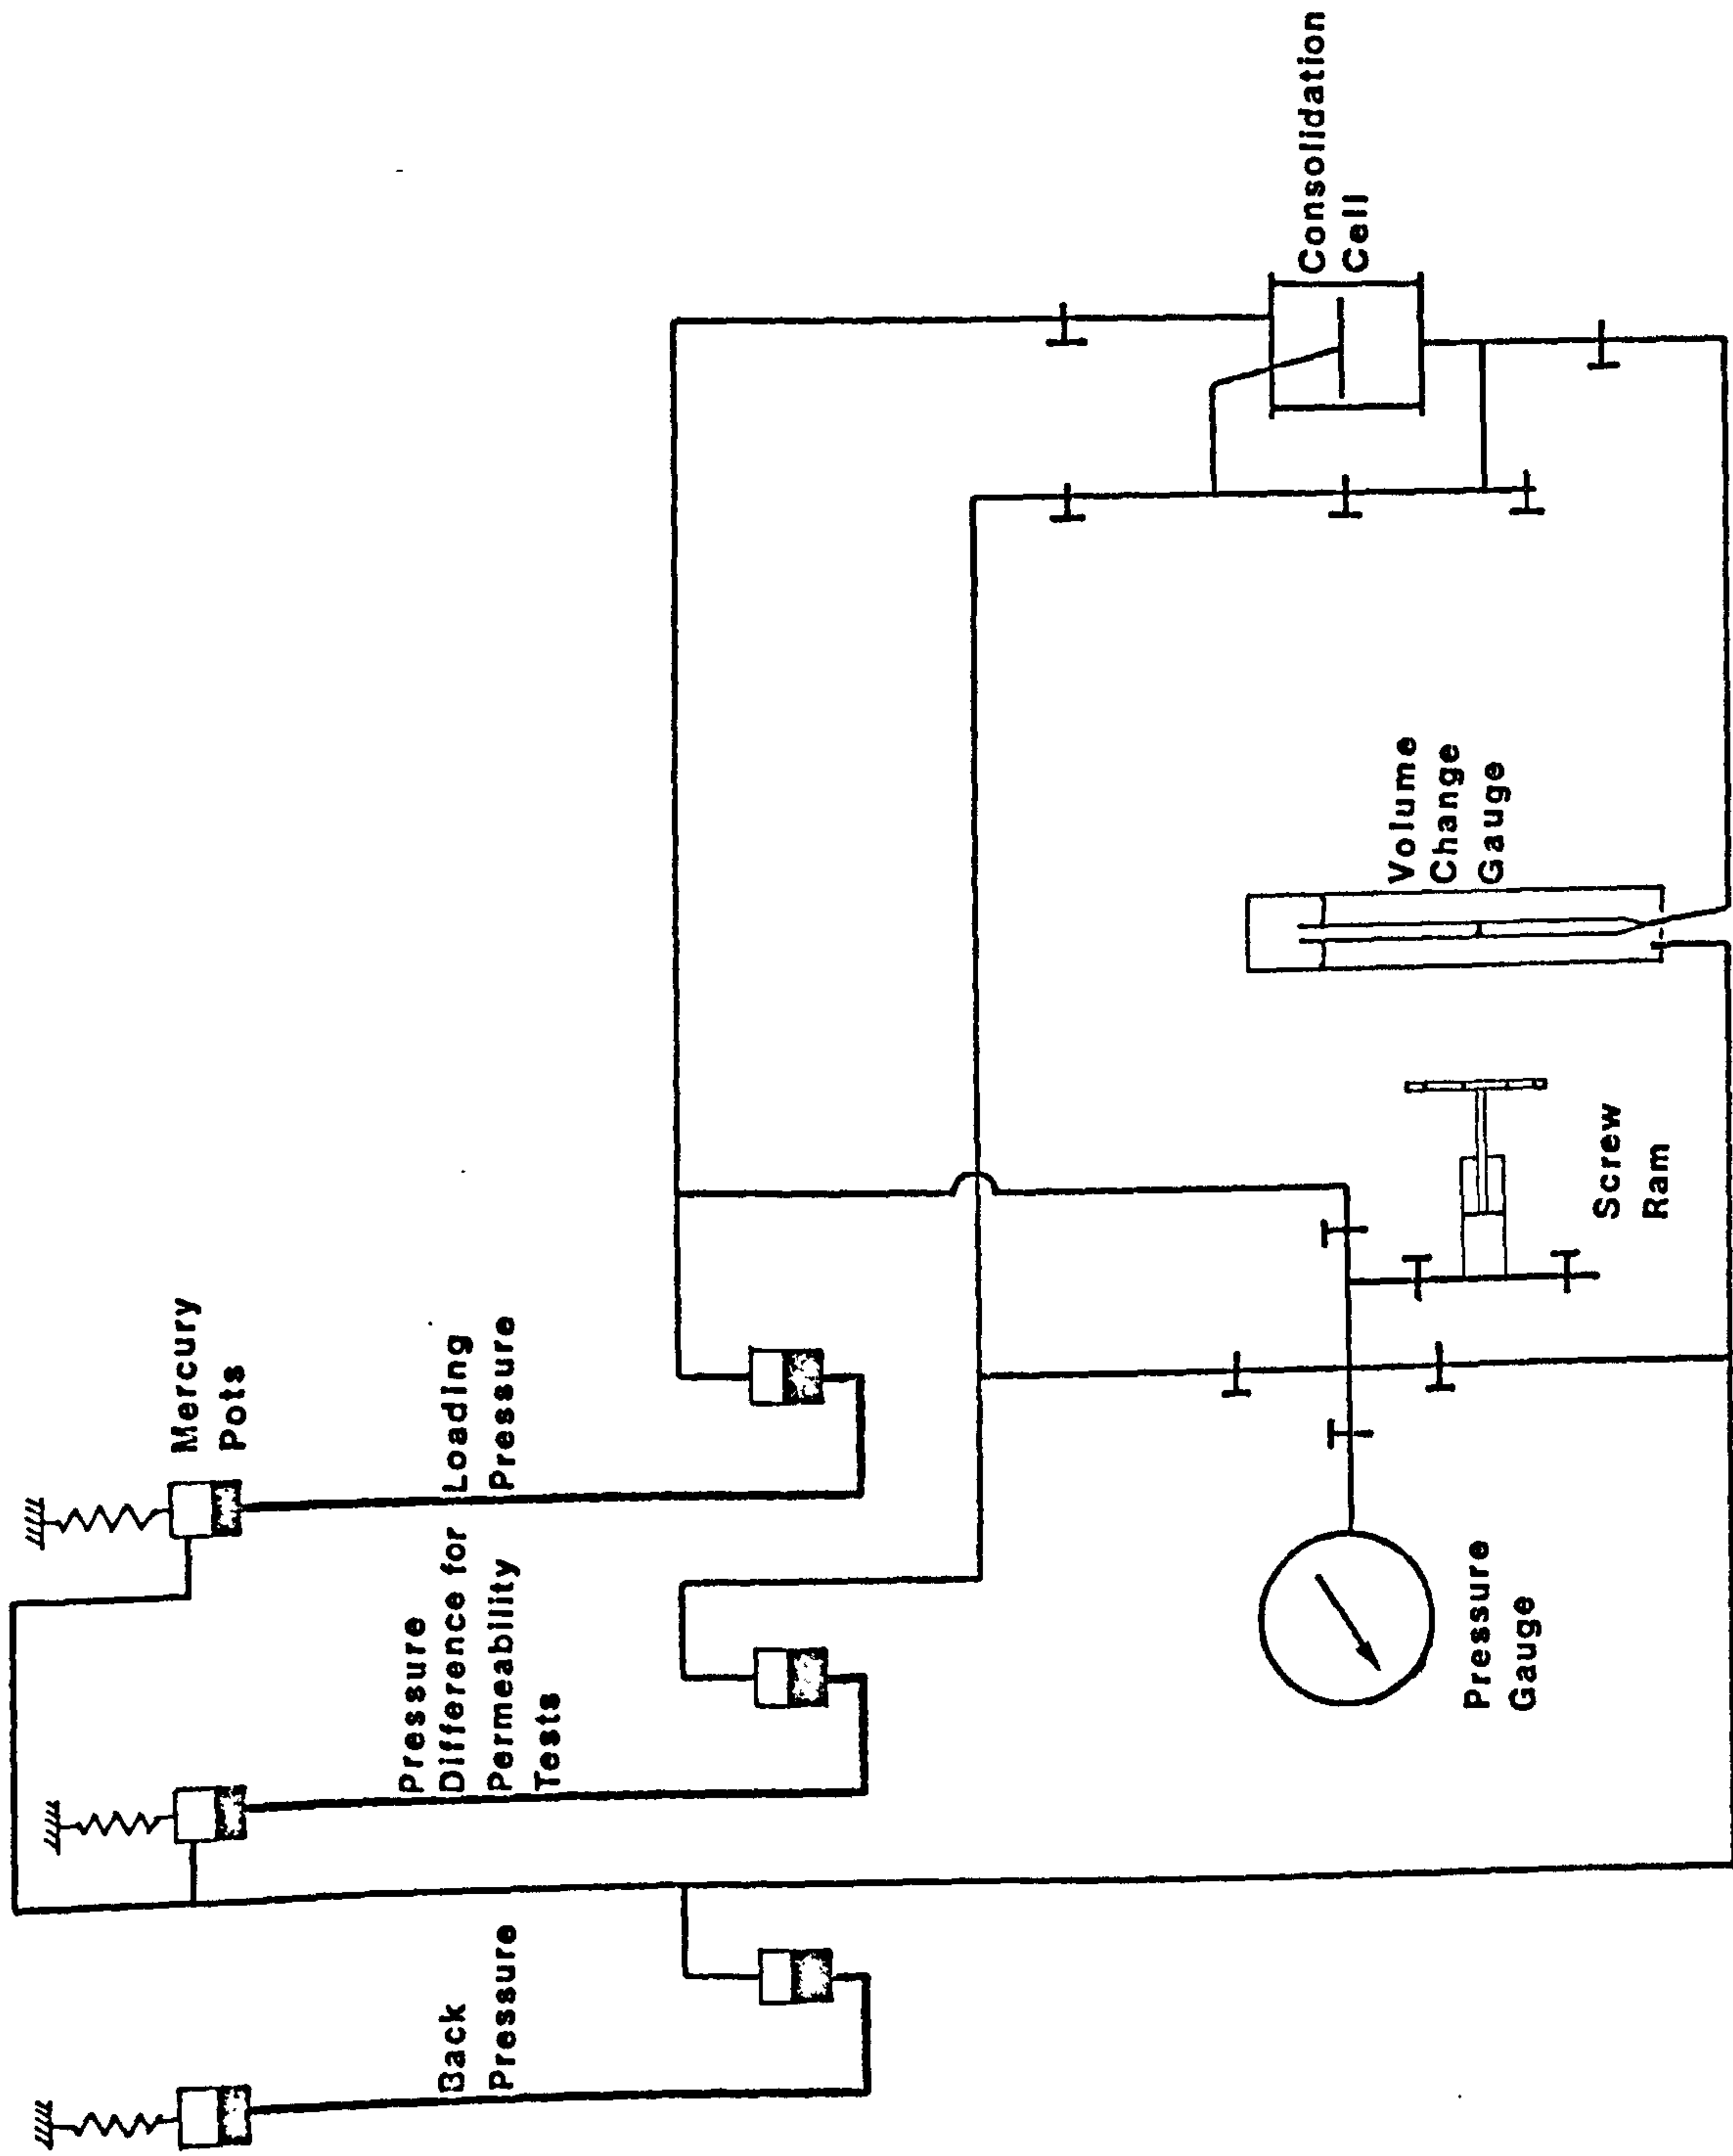 Mercury
Pots
Back
Pressure
Pressure
Difference for
Permeability
Tests
Loading
Pressure
Pressure
Gauge
Screw
Ram
Volume
Change
Gauge
Consolidation
Cell